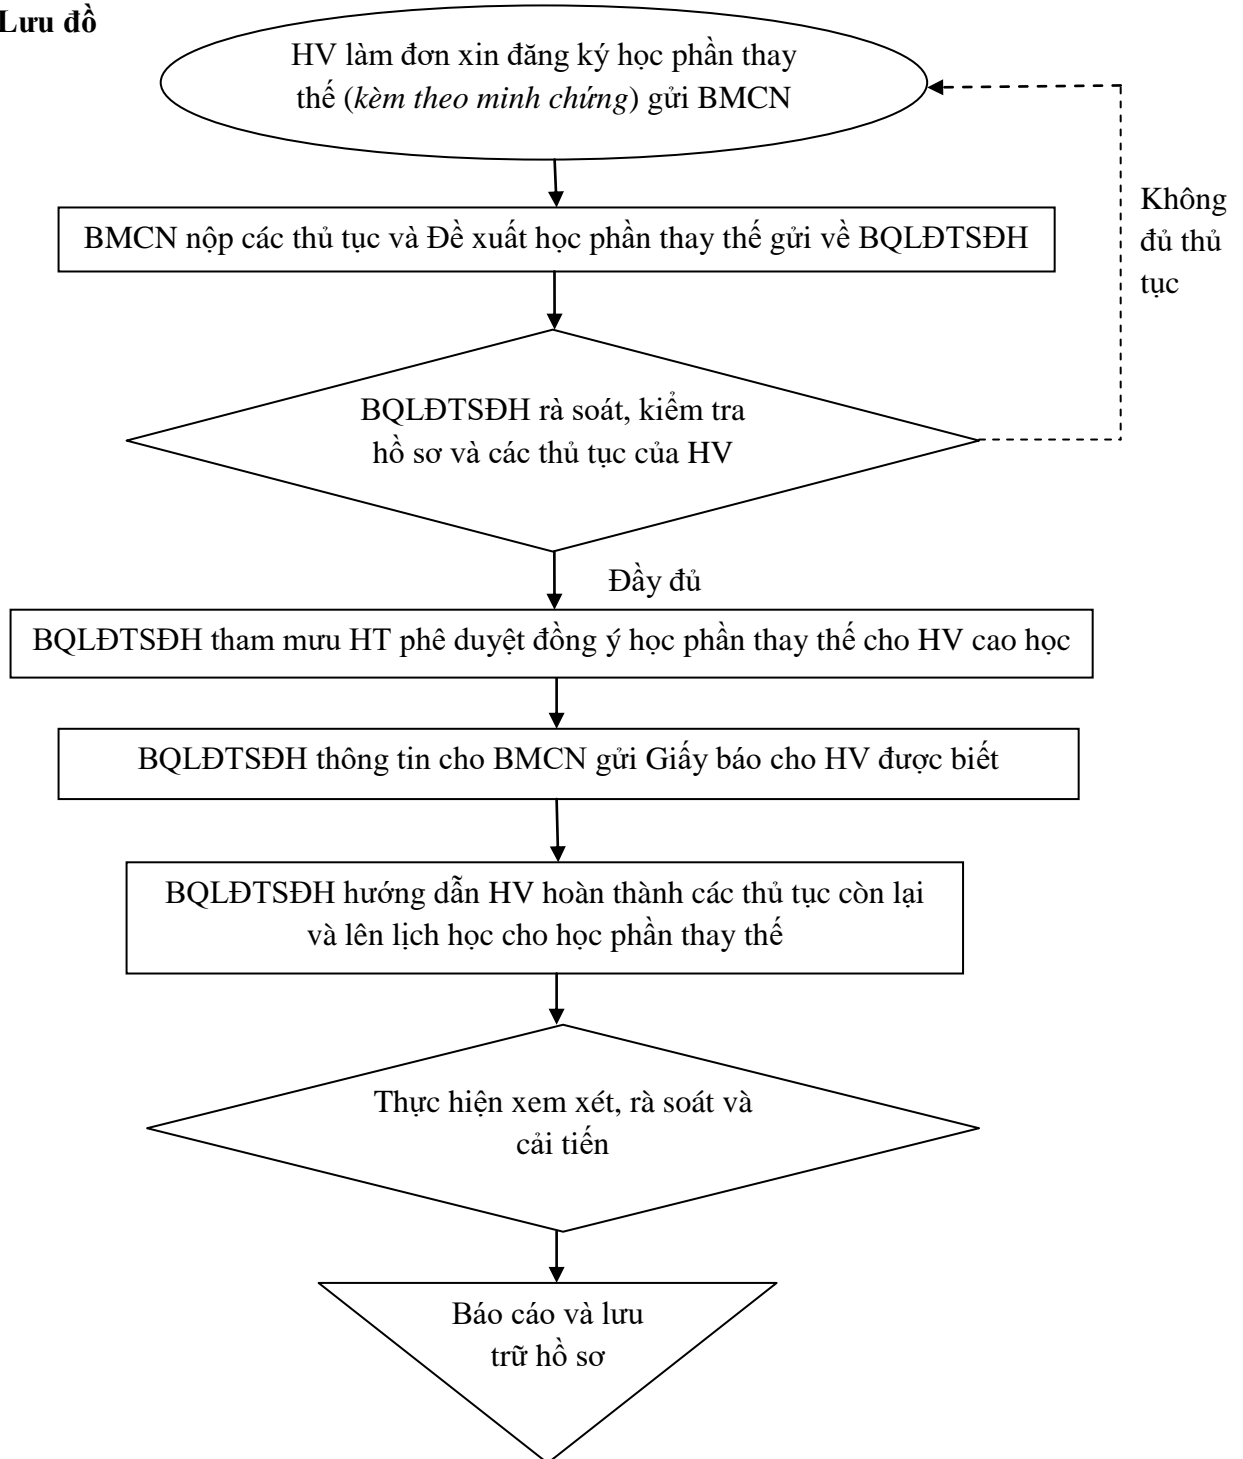 Lưu đồ
HV làm đơn xin đăng ký học phần thay
thế (kèm theo minh chứng) gửi BMCN
BMCN nộp các thủ tục và Đề xuất học phần thay thế gửi về BQLĐTSĐH
Không
đủ thủ
tục
BQLĐTSĐH rà soát, kiểm tra
hồ sơ và các thủ tục của HV
Đầy đủ
BQLĐTSĐH tham mưu HT phê duyệt đồng ý học phần thay thế cho HV cao học
BQLĐTSĐH thông tin cho BMCN gửi Giấy báo cho HV được biết
BQLĐTSĐH hướng dẫn HV hoàn thành các thủ tục còn lại
và lên lịch học cho học phần thay thế
Thực hiện xem xét, rà soát và
cải tiến
Báo cáo và lưu
trữ hồ sơ